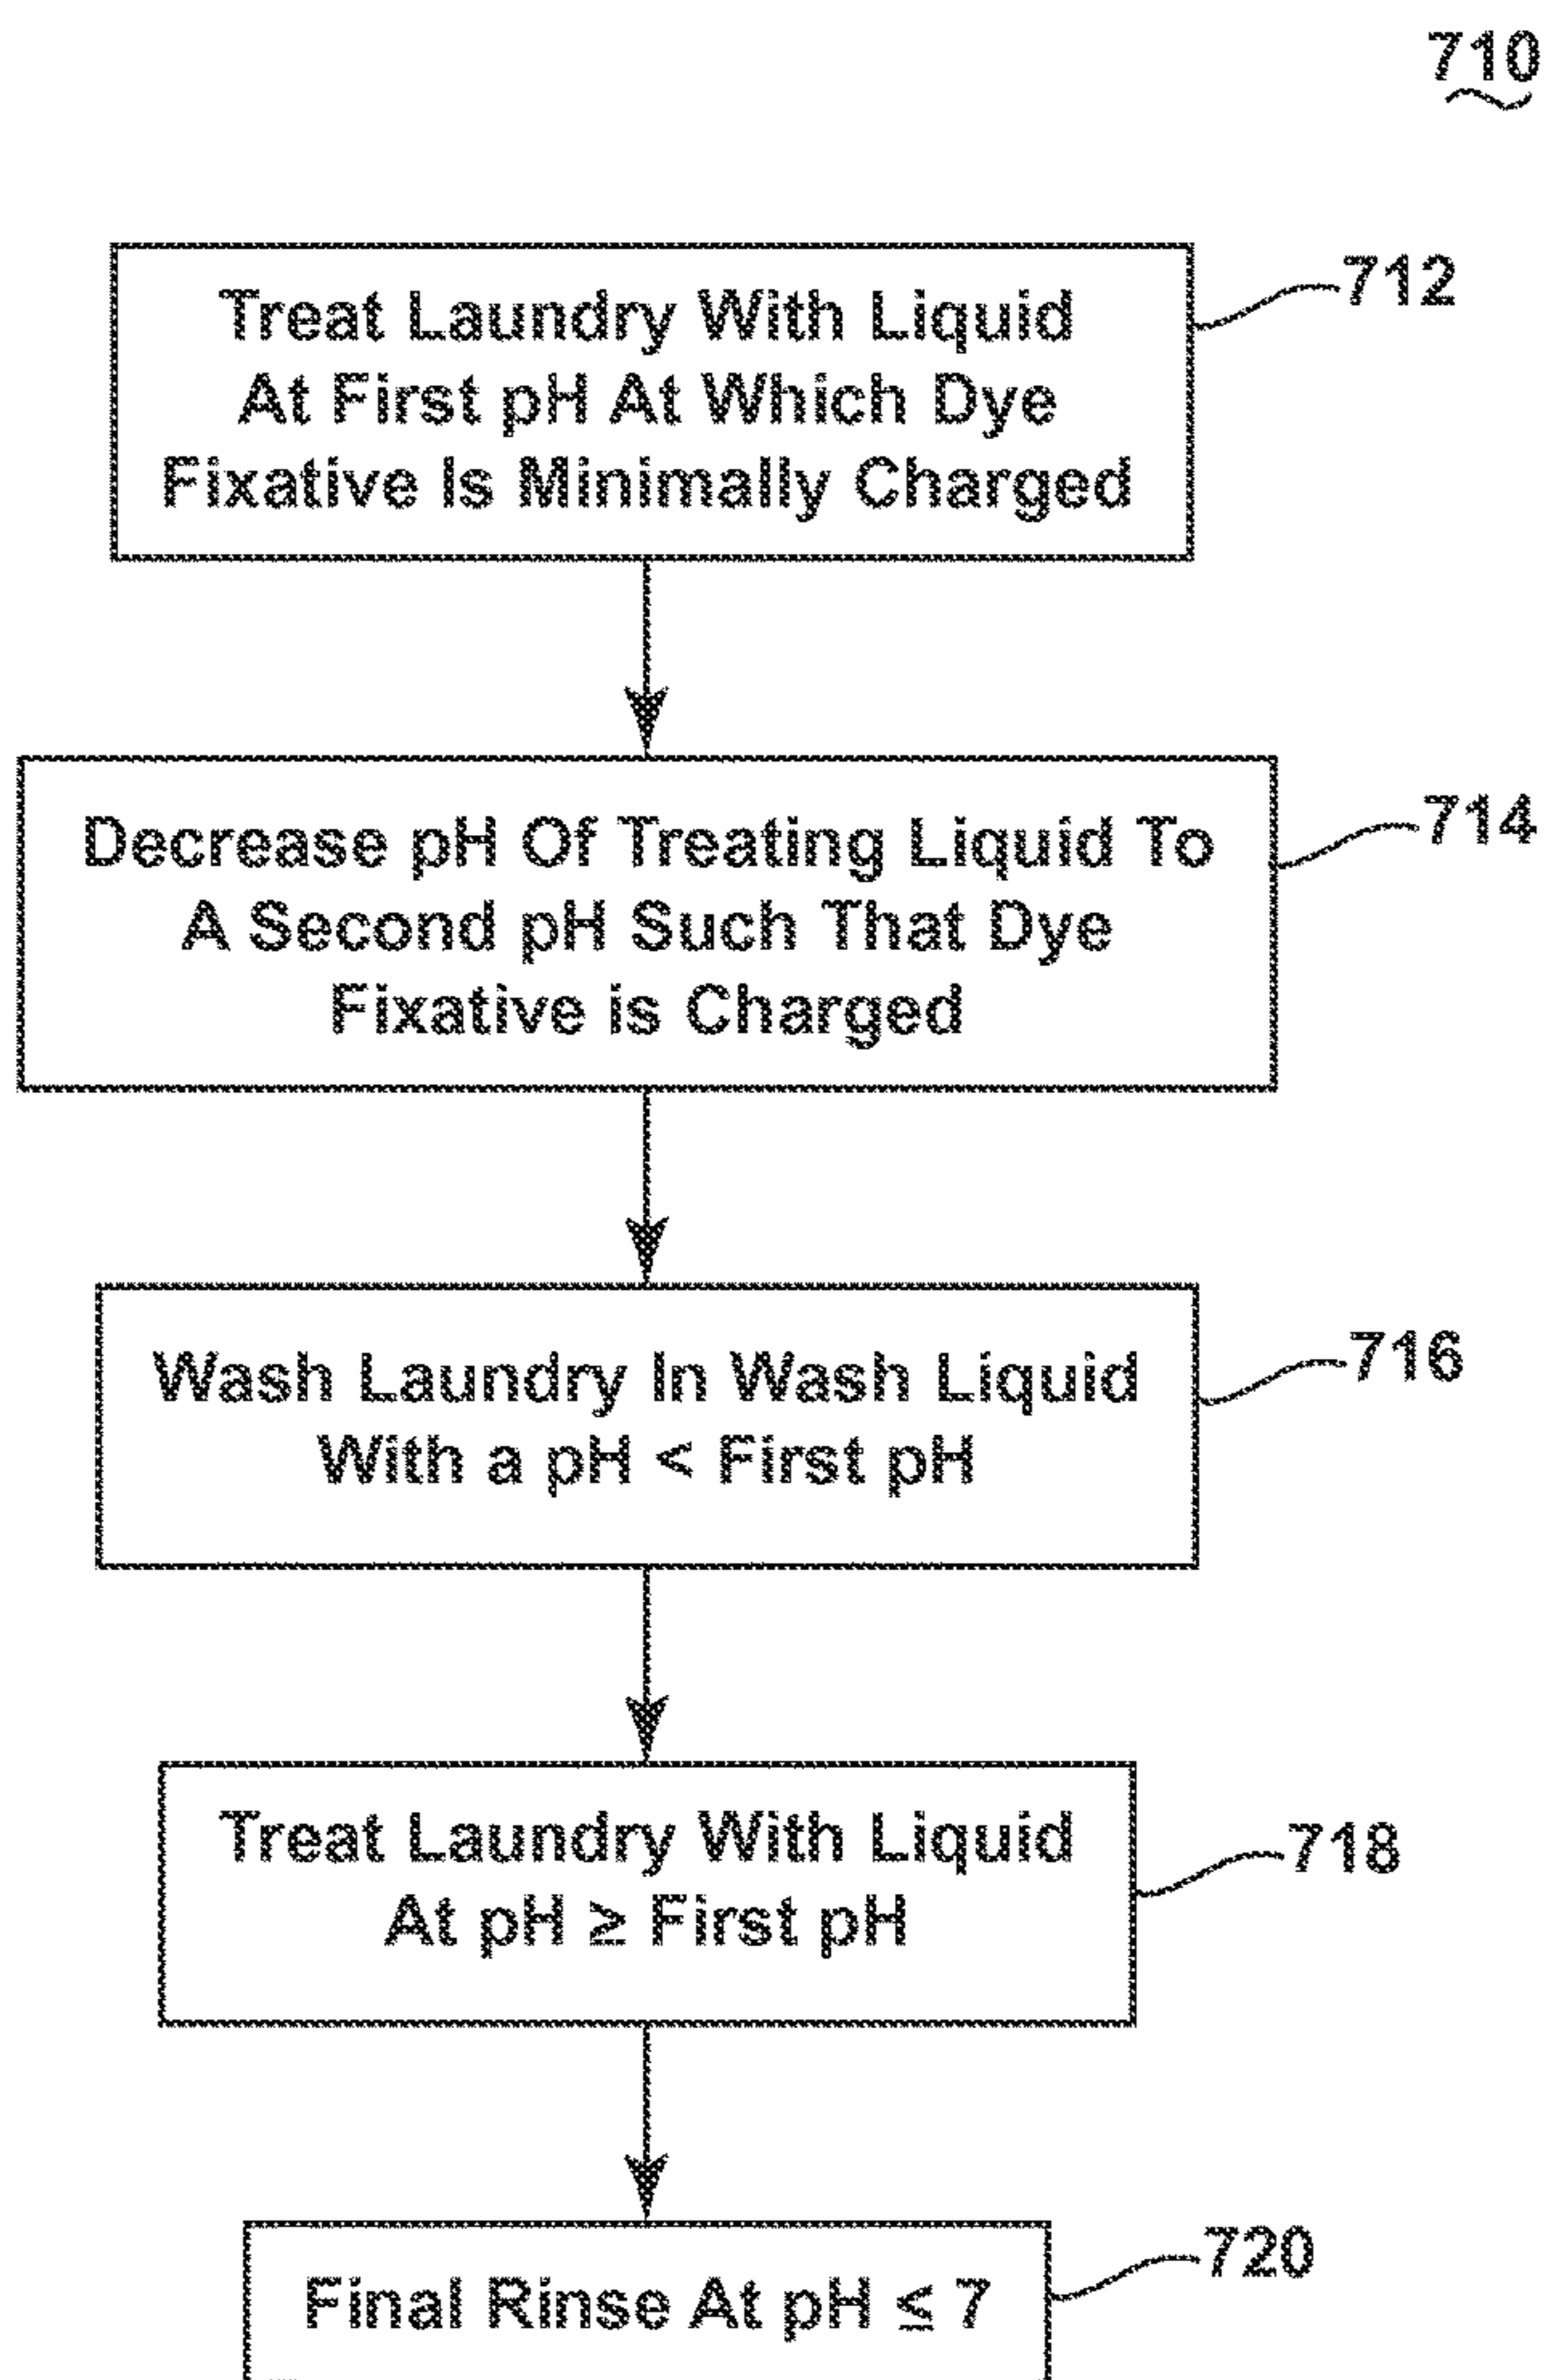 710
Treat Laundry With Liquid
At First pH At Which Dye
Fixative Is Minimally Charged
712
Decrease pH Of Treating Liquid To
A Second pH Such That Dye
Fixative is Charged
714
Wash Laundry In Wash Liquid
With a pH < First pH
716
Treat Laundry With Liquid
At pH ≥ First pH
718
Final Rinse At pH ≤ 7
720